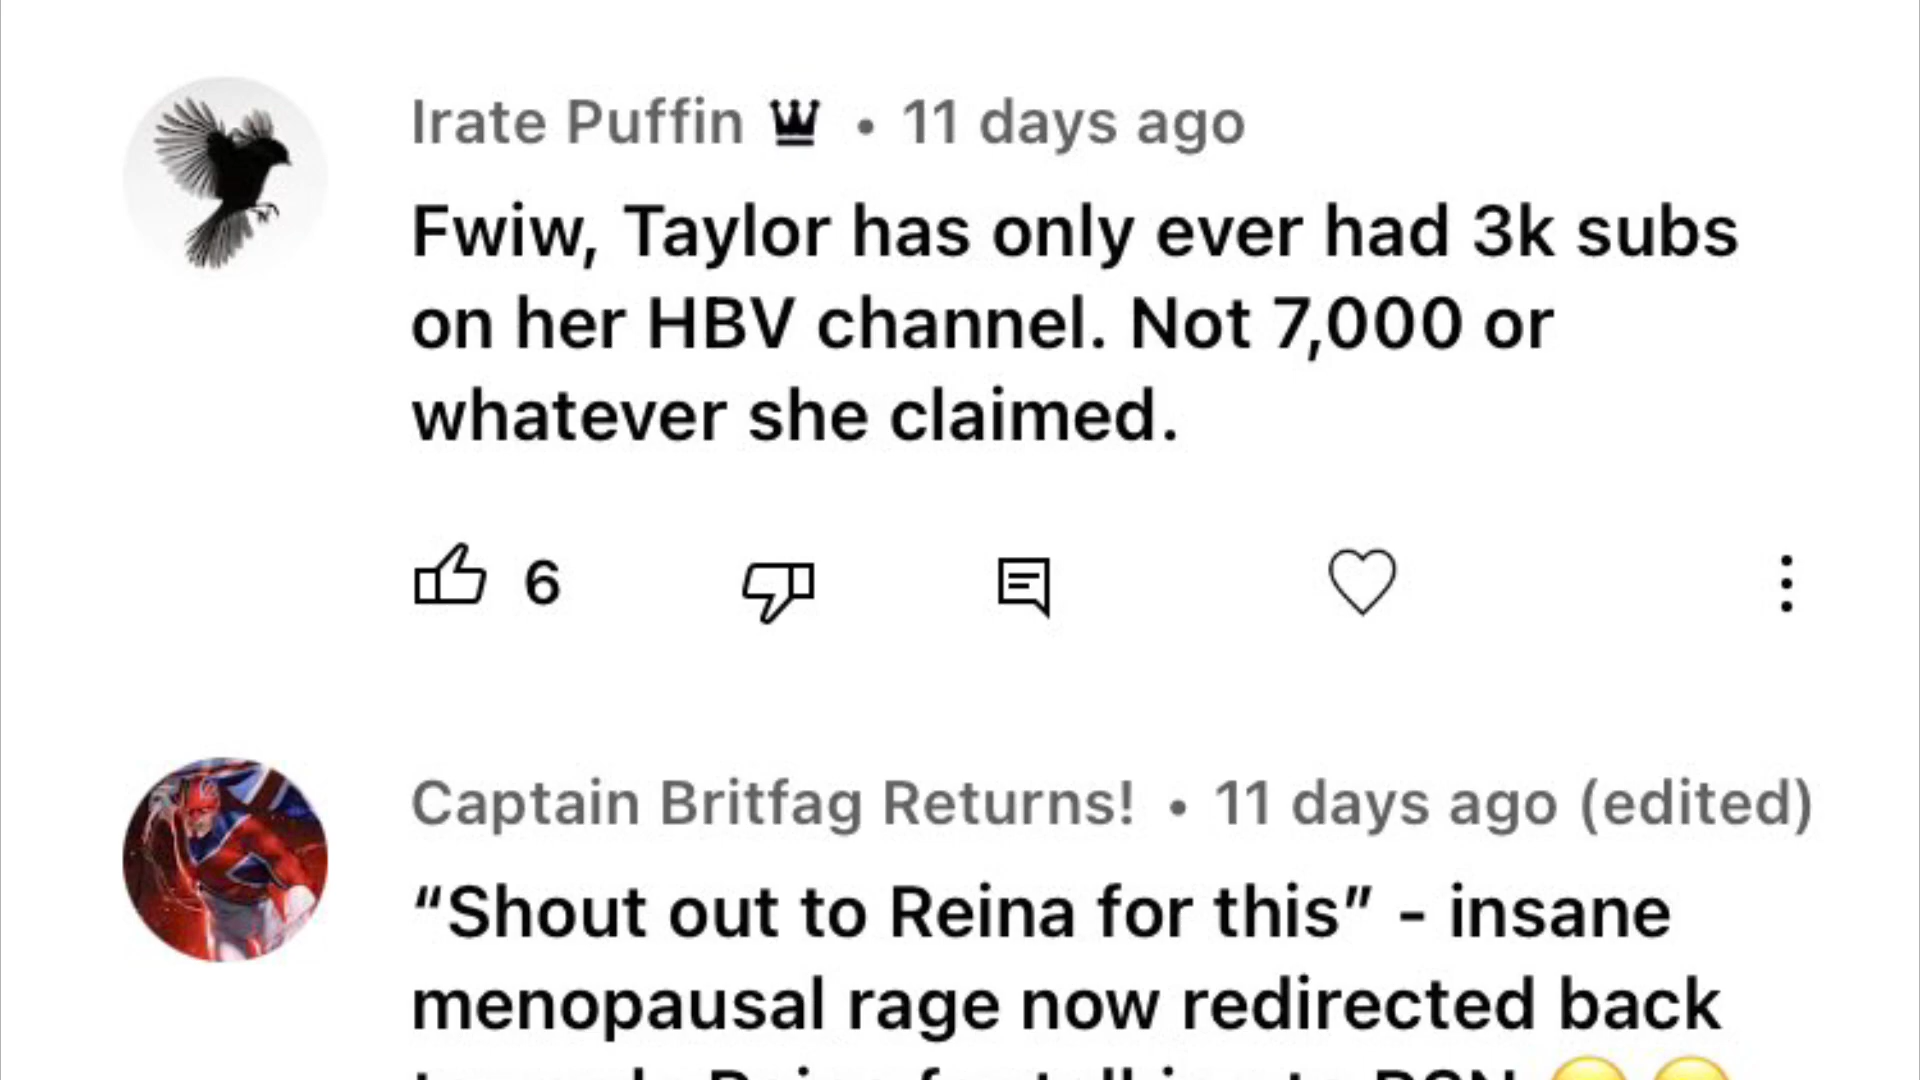 Irate Puffin • 11 days ago
Fwiw, Taylor has only ever had 3k subs
on her HBV channel. Not 7,000 or
whatever she claimed.
6
Captain Britfag Returns! • 11 days ago (edited)
“Shout out to Reina for this” - insane
menopausal rage now redirected back